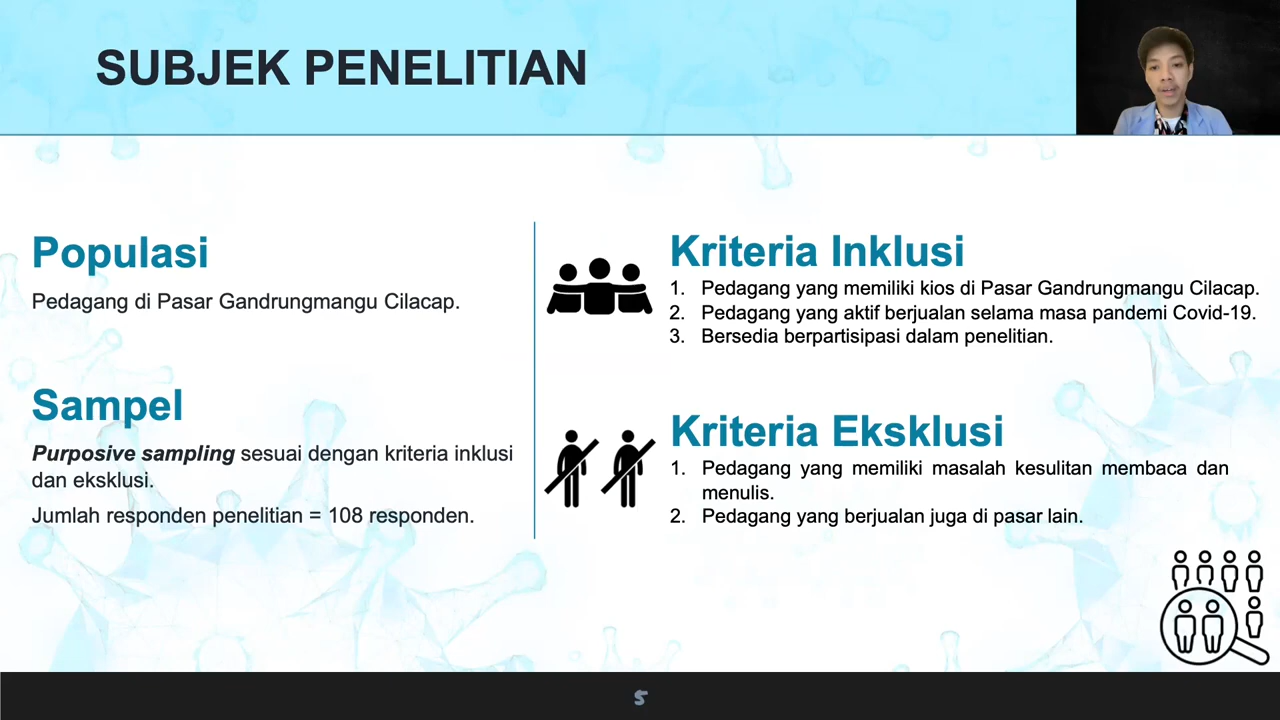 SUBJEK PENELITIAN
Populasi
Pedagang di Pasar Gandrungmangu Cilacap.
Sampel
Purposive sampling sesuai dengan kriteria inklusi
dan eksklusi.
Jumlah responden penelitian = 108 responden.
Kriteria Inklusi
1. Pedagang yang memiliki kios di Pasar Gandrungmangu Cilacap.
2. Pedagang yang aktif berjualan selama masa pandemi Covid-19.
3. Bersedia berpartisipasi dalam penelitian.
Kriteria Eksklusi
1. Pedagang yang memiliki masalah kesulitan membaca dan
menulis.
2. Pedagang yang berjualan juga di pasar lain.
5